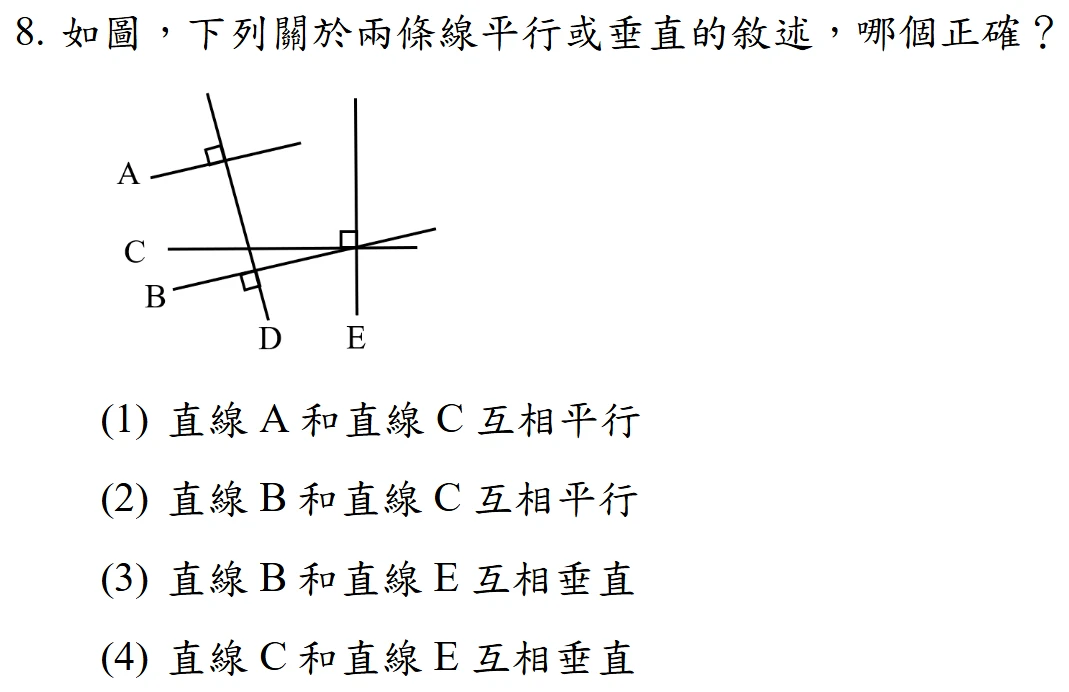 8. 如圖，下列關於兩條線平行或垂直的敘述，哪個正確？
A
C
B
D
E
(1) 直線 A 和直線 C 互相平行
(2) 直線 B 和直線 C 互相平行
(3) 直線 B 和直線 E 互相垂直
(4) 直線 C 和直線 E 互相垂直